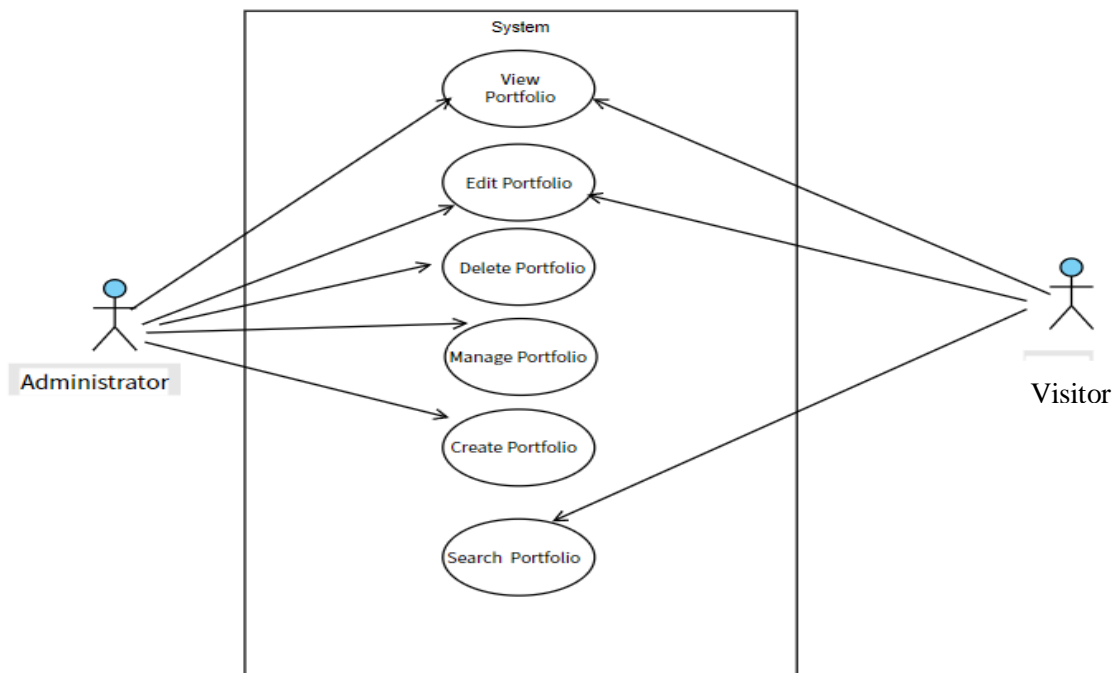 System
View
Portfolio
Edit Portfolio
Delete Portfolio
Manage Portfolio
Create Portfolio
Search Portfolio
Administrator
Visitor